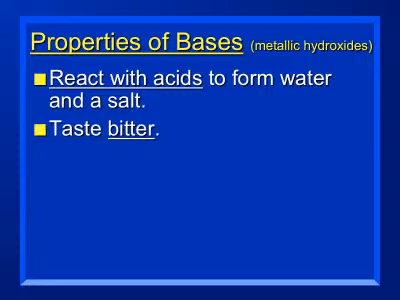 Properties of Bases (metallic hydroxides)
React with acids to form water
and a salt.
Taste bitter.